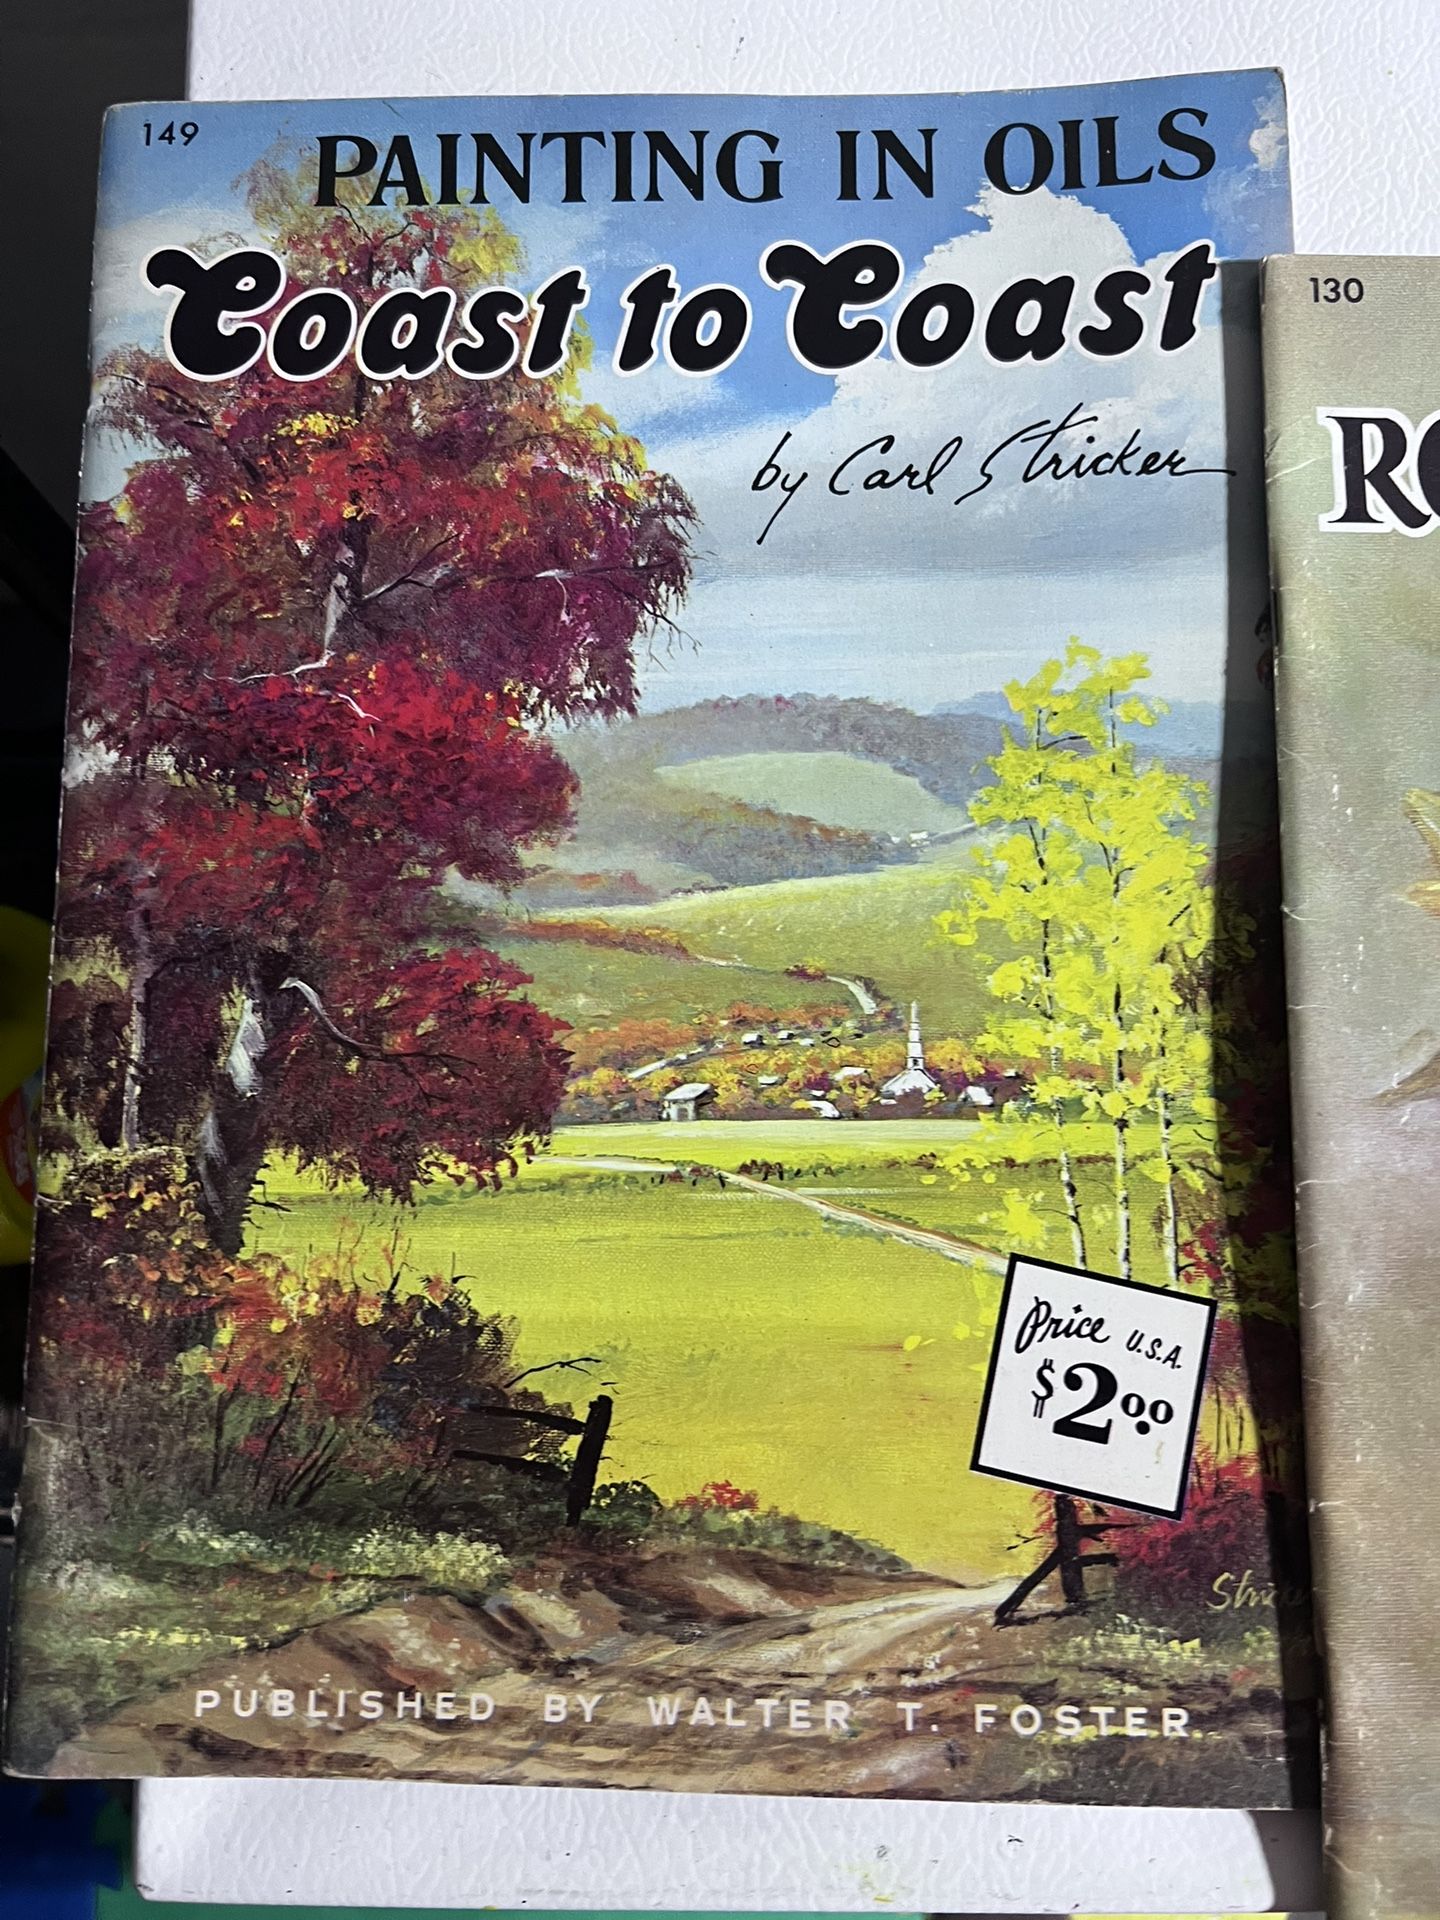 149
PAINTING IN OILS
Coast to Coast
by Carl Stricker
Price U.S.A.
$2.00
PUBLISHED BY WALTER T. FOSTER
130